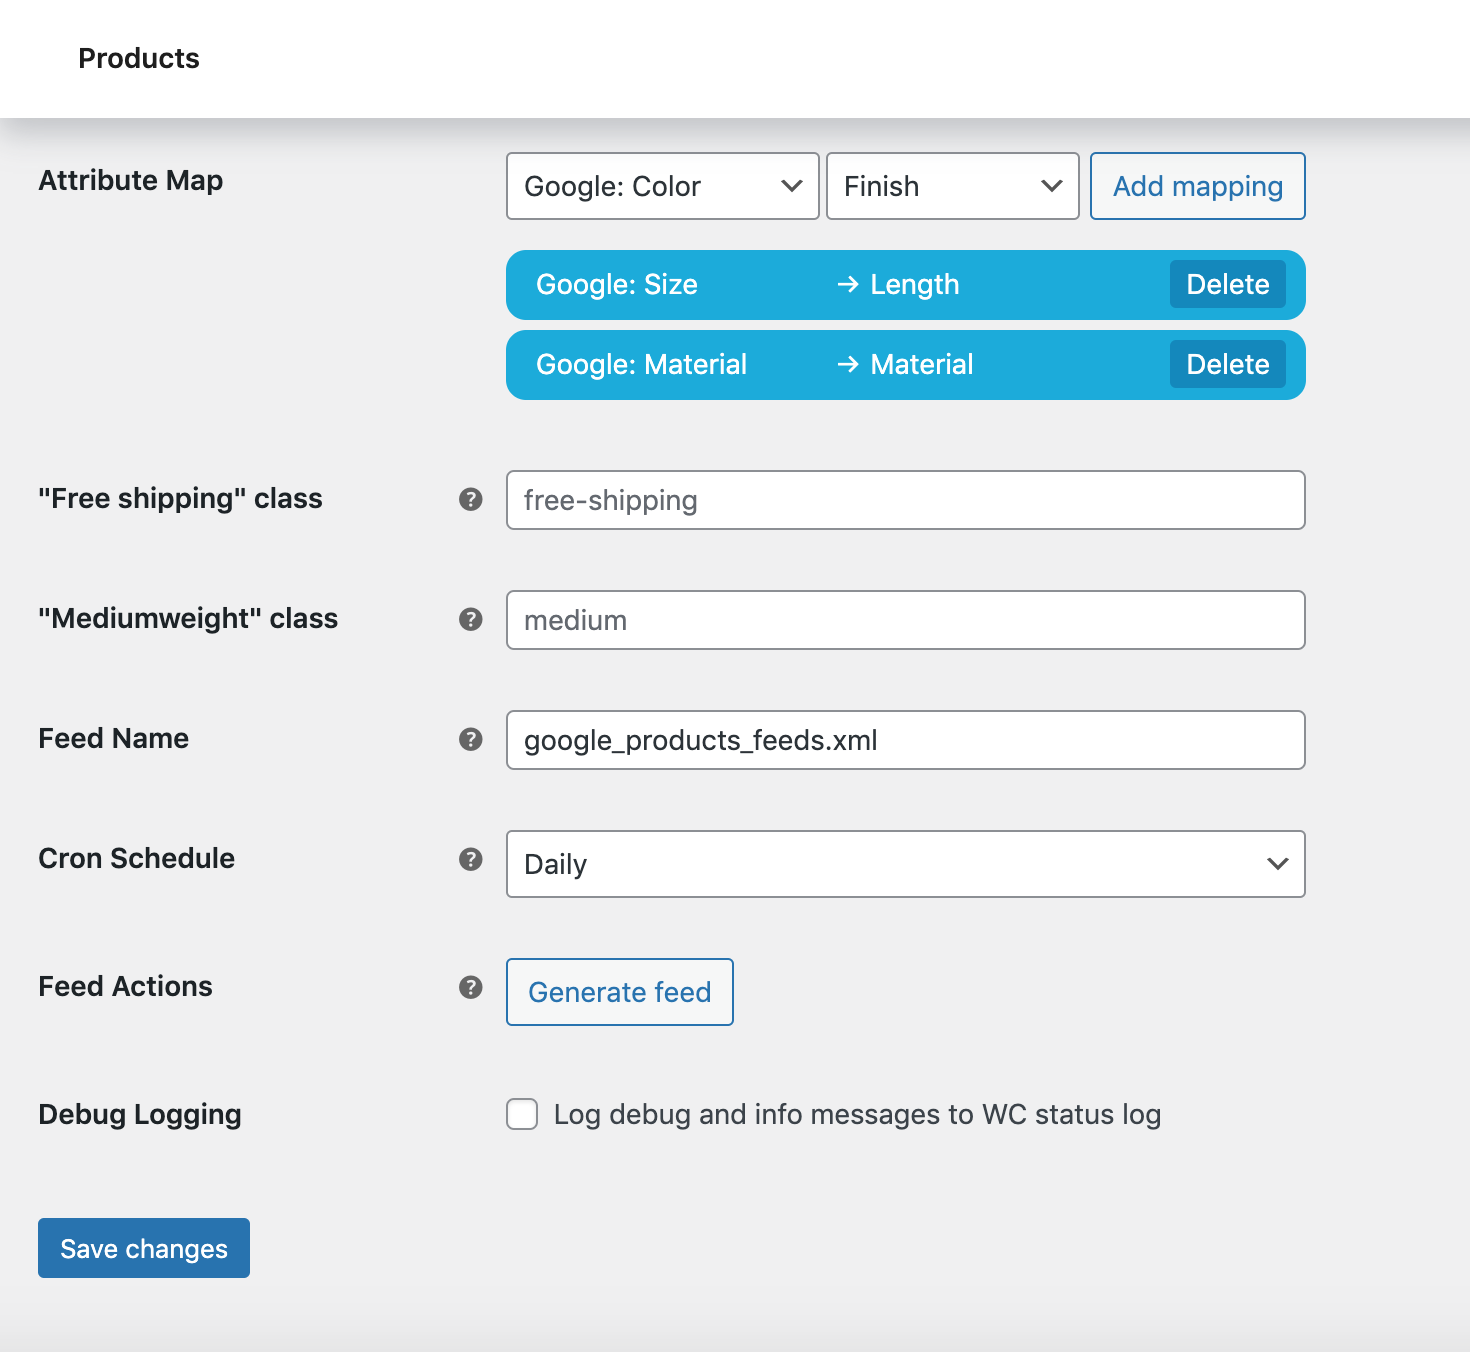 Products
Attribute Map
Google: Color
Finish
Add mapping
Google: Size → Length Delete
Google: Material → Material Delete
"Free shipping" class ? free-shipping
"Mediumweight" class ? medium
Feed Name ? google_products_feeds.xml
Cron Schedule ? Daily
Feed Actions ? Generate feed
Debug Logging Log debug and info messages to WC status log
Save changes